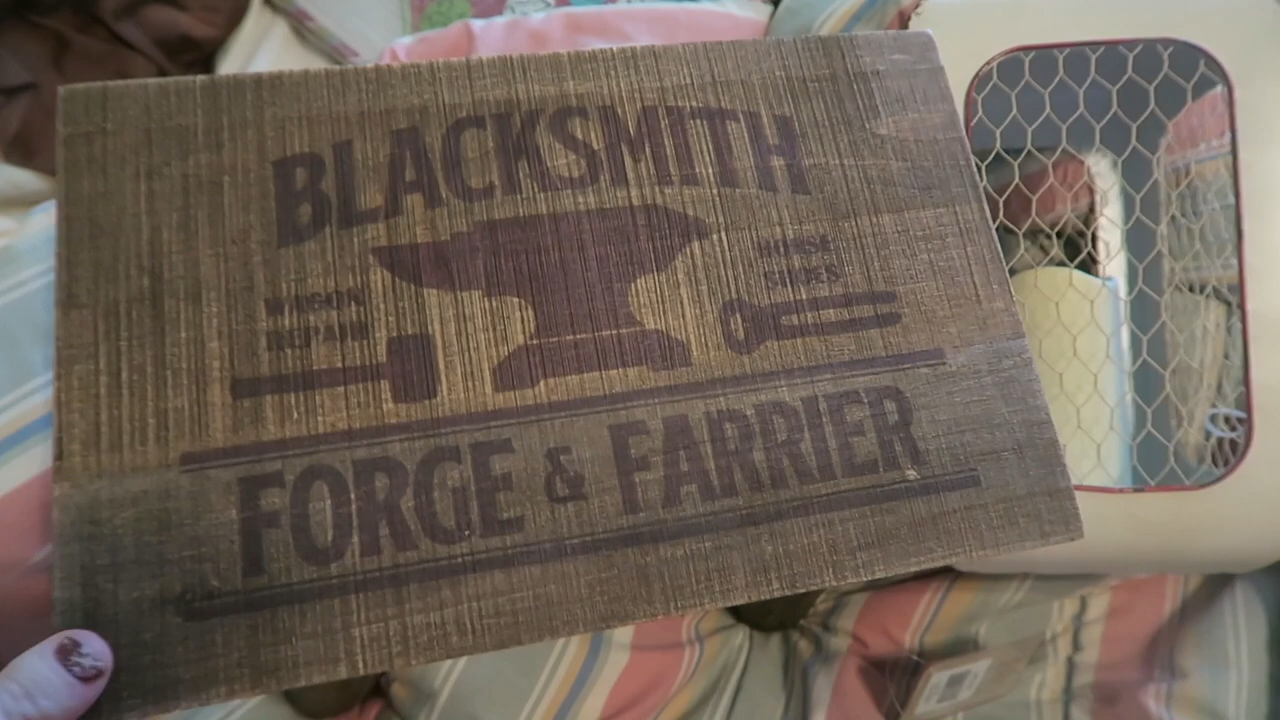 BLACKSMITH
WAGON
REPAIR
HORSE
SHOES
FORGE & FARRIER